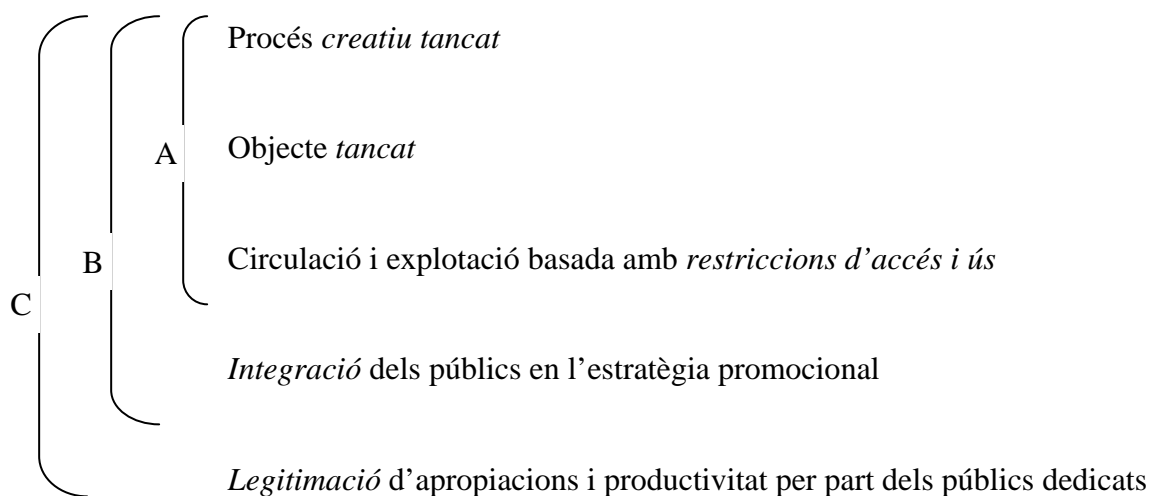 Procés creatiu tancat
A Objecte tancat
B Circulació i explotació basada amb restriccions d’accés i ús
C
Integració dels públics en l’estratègia promocional
Legitimació d’apropiacions i productivitat per part dels públics dedicats